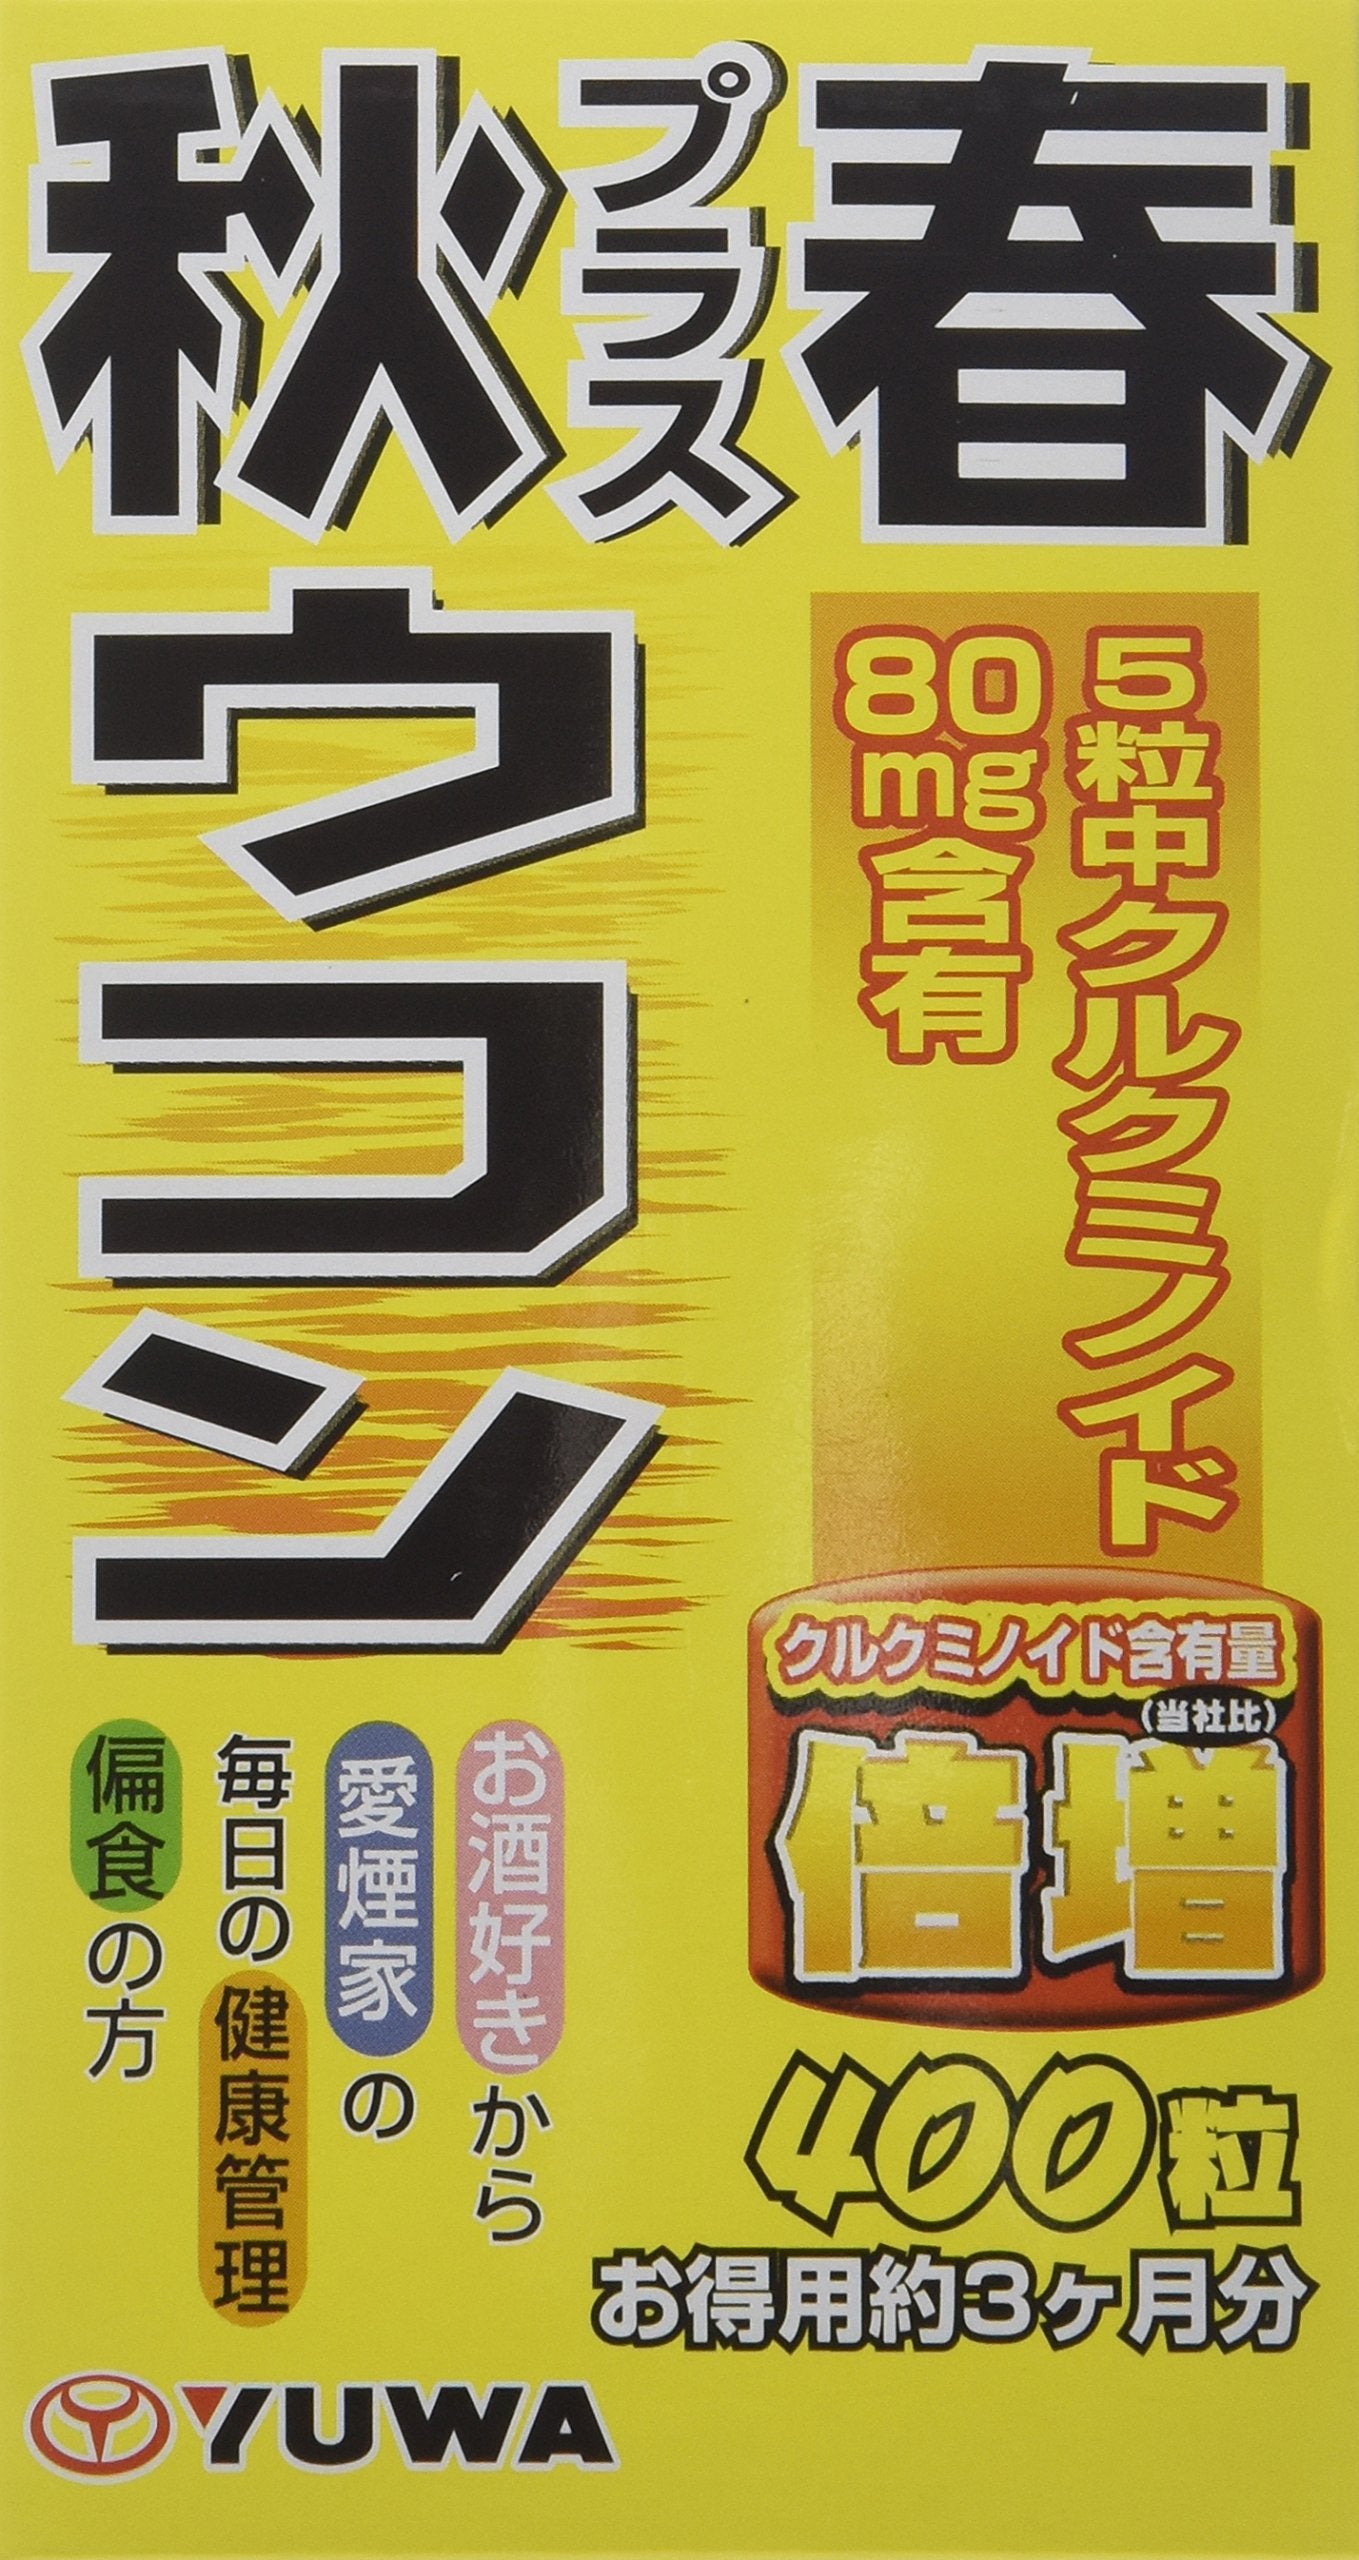 春
プラス
秋
ウコン
5粒中クルクミノイド
80mg含有
クルクミノイド含有量
(当社比)
倍増
400粒
お得用約3ヶ月分
お酒好きから
愛煙家の
毎日の健康管理
偏食の方
YUWA